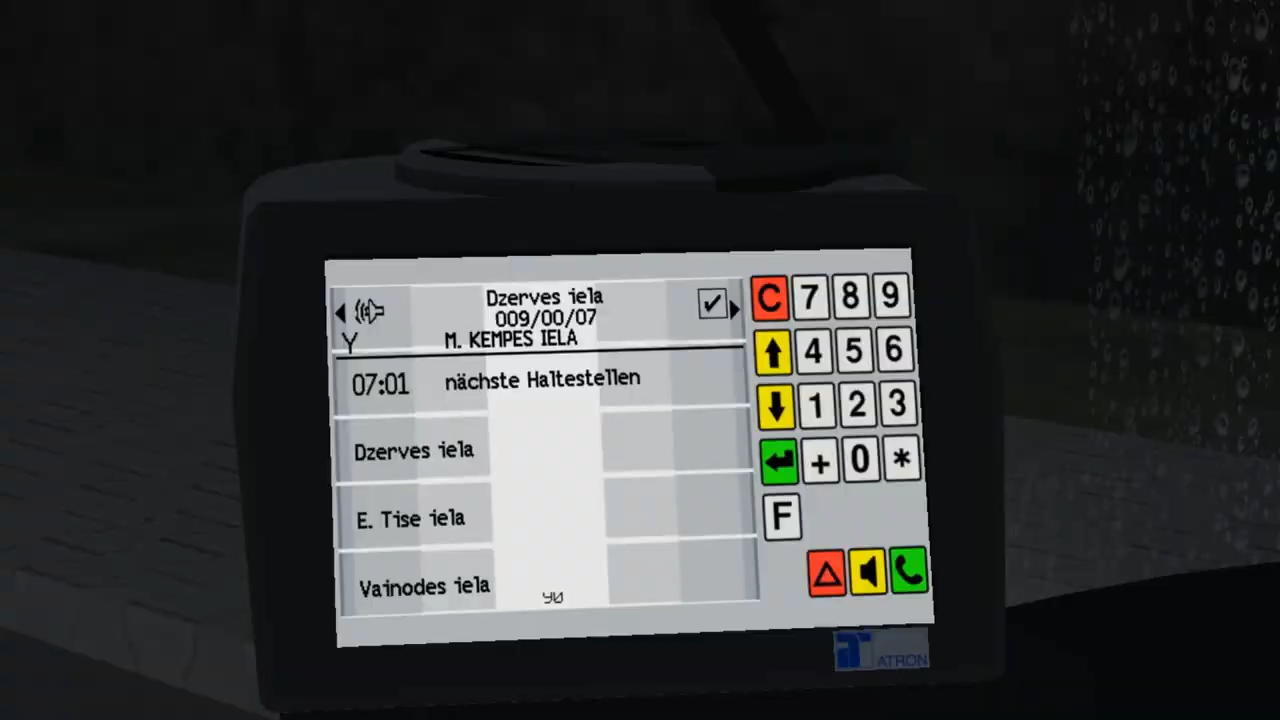 Dzerves iela
009/00/07
M. KEMPES IELA
07:01 nächste Haltestellen
Dzerves iela
E. Tise iela
Vainodes iela
C 7 8 9
4 5 6
1 2 3
+ 0 *
F
ATRON